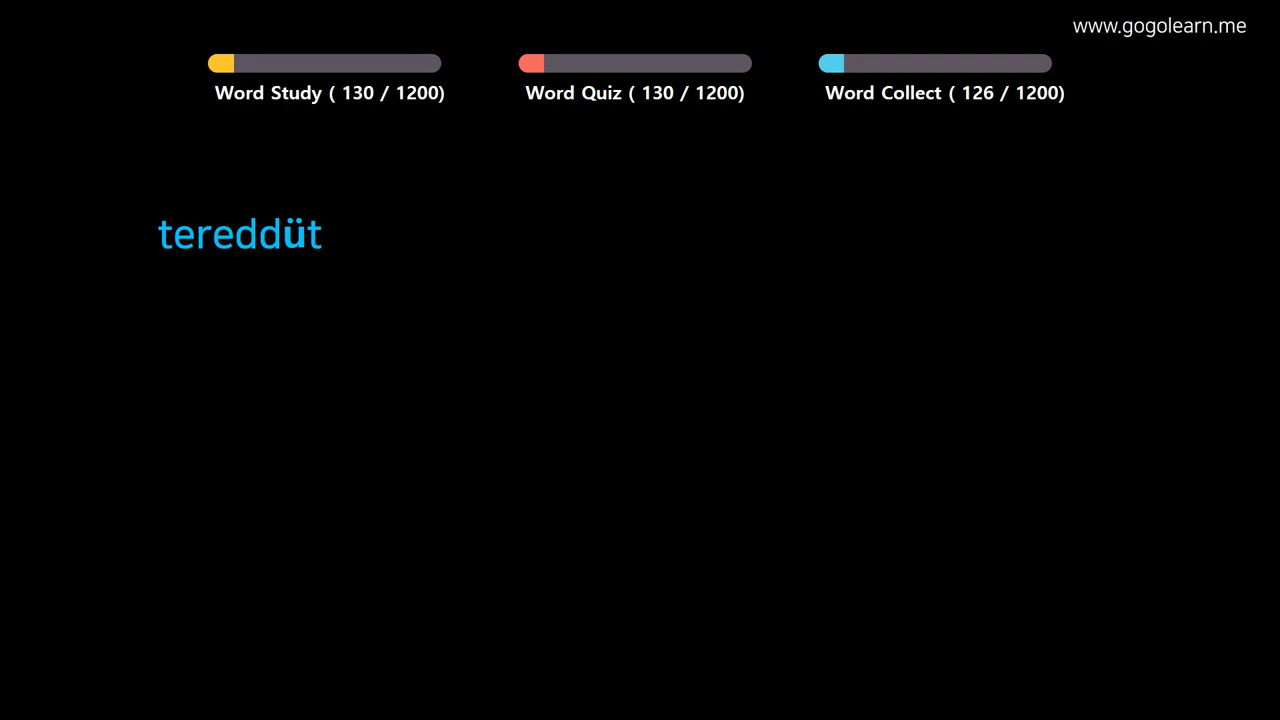 www.gogolearn.me
Word Study ( 130 / 1200)
Word Quiz ( 130 / 1200)
Word Collect ( 126 / 1200)
tereddüt